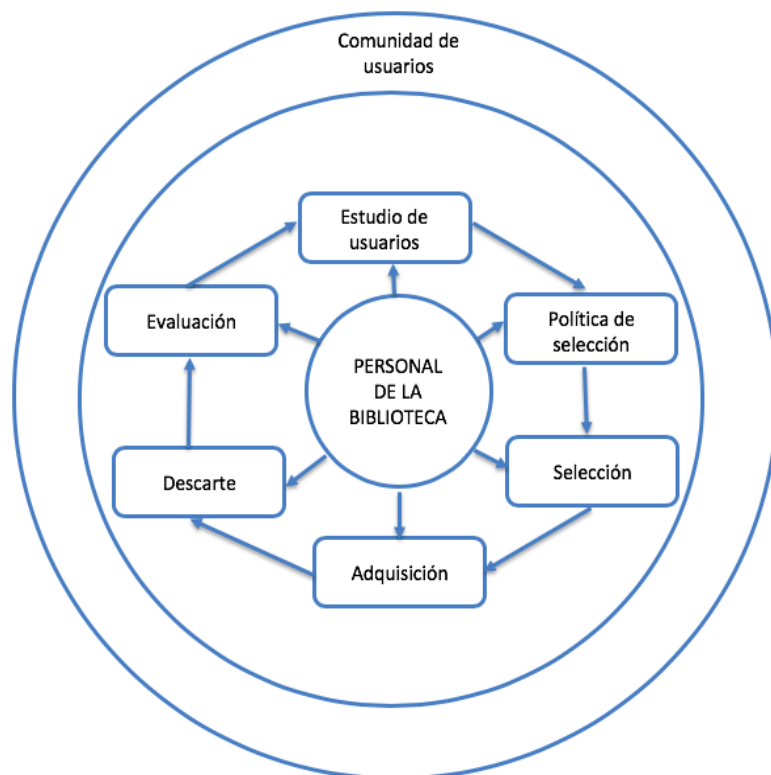 Comunidad de
usuarios
Estudio de
usuarios
Evaluación
Política de
selección
PERSONAL
DE LA
BIBLIOTECA
Descarte
Selección
Adquisición